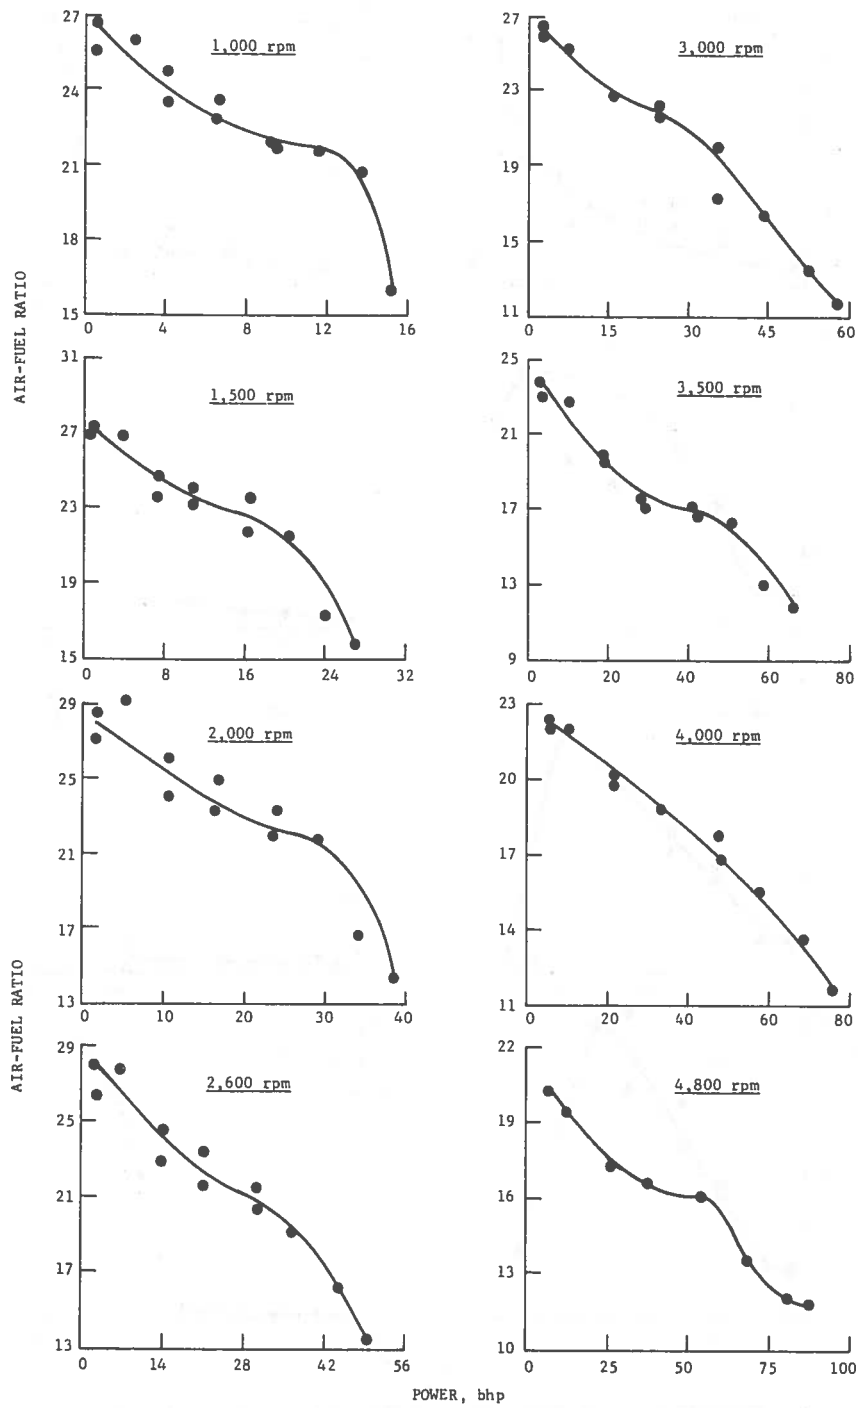 1,000 rpm
27
24
21
18
15
0 4 8 12 16
3,000 rpm
27
23
19
15
11
0 15 30 45 60
AIR-FUEL RATIO
1,500 rpm
31
27
23
19
15
0 8 16 24 32
3,500 rpm
25
21
17
13
9
0 20 40 60 80
2,000 rpm
29
25
21
17
13
0 10 20 30 40
4,000 rpm
23
20
17
14
11
0 20 40 60 80
AIR-FUEL RATIO
2,600 rpm
29
25
21
17
13
0 14 28 42 56
4,800 rpm
22
19
16
13
10
0 25 50 75 100
POWER, bhp